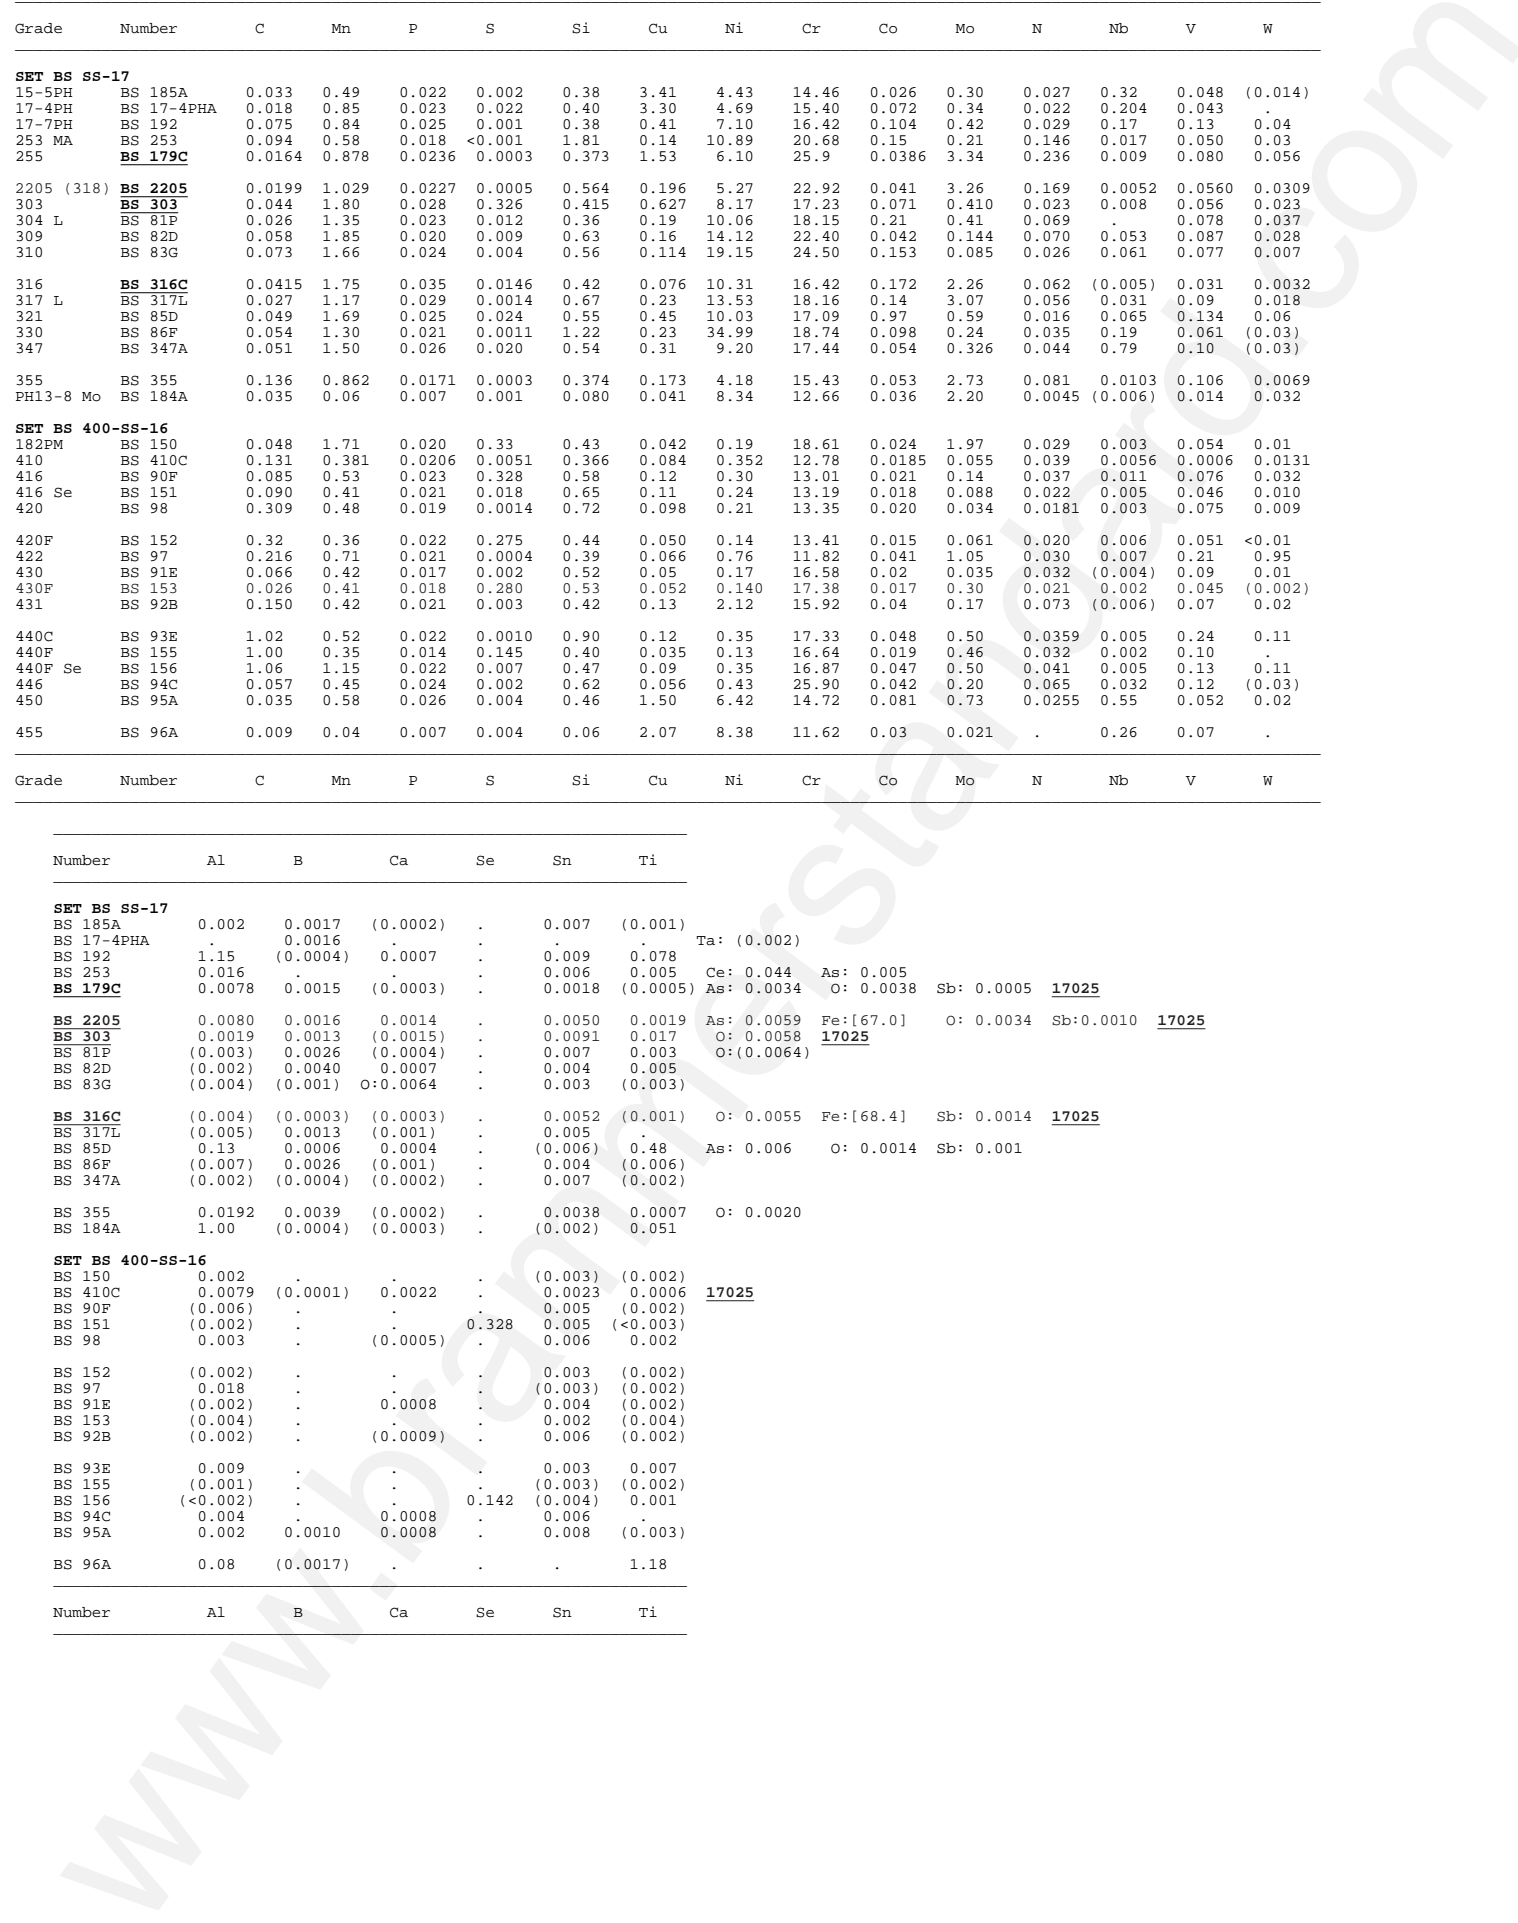 Grade Number C Mn P S Si Cu Ni Cr Co Mo N Nb V W
SET BS SS-17
15-5PH BS 185A 0.033 0.49 0.022 0.002 0.38 3.41 4.43 14.46 0.026 0.30 0.027 0.32 0.048 (0.014)
17-4PH BS 17-4PHA 0.018 0.85 0.023 0.022 0.40 3.30 4.69 15.40 0.072 0.34 0.022 0.204 0.043 .
17-7PH BS 192 0.075 0.84 0.025 0.001 0.38 0.41 7.10 16.42 0.104 0.42 0.029 0.17 0.13 0.04
253 MA BS 253 0.094 0.58 0.018 <0.001 1.81 0.14 10.89 20.68 0.15 0.21 0.146 0.017 0.050 0.03
255 BS 179C 0.0164 0.878 0.0236 0.0003 0.373 1.53 6.10 25.9 0.0386 3.34 0.236 0.009 0.080 0.056
2205 (318) BS 2205 0.0199 1.029 0.0227 0.0005 0.564 0.196 5.27 22.92 0.041 3.26 0.169 0.0052 0.0560 0.0309
303 BS 303 0.044 1.80 0.028 0.326 0.415 0.627 8.17 17.23 0.071 0.410 0.023 0.008 0.056 0.023
304 L BS 81P 0.026 1.35 0.023 0.012 0.36 0.19 10.06 18.15 0.21 0.41 0.069 . 0.078 0.037
309 BS 82D 0.058 1.85 0.020 0.009 0.63 0.16 14.12 22.40 0.042 0.144 0.070 0.053 0.087 0.028
310 BS 83G 0.073 1.66 0.024 0.004 0.56 0.114 19.15 24.50 0.153 0.085 0.026 0.061 0.077 0.007
316 BS 316C 0.0415 1.75 0.035 0.0146 0.42 0.076 10.31 16.42 0.172 2.26 0.062 (0.005) 0.031 0.0032
317 L BS 317L 0.027 1.17 0.029 0.0014 0.67 0.23 13.53 18.16 0.14 3.07 0.056 0.031 0.09 0.018
321 BS 85D 0.049 1.69 0.025 0.024 0.55 0.45 10.03 17.09 0.97 0.59 0.016 0.065 0.134 0.06
330 BS 86F 0.054 1.30 0.021 0.0011 1.22 0.23 34.99 18.74 0.098 0.24 0.035 0.19 0.061 (0.03)
347 BS 347A 0.051 1.50 0.026 0.020 0.54 0.31 9.20 17.44 0.054 0.326 0.044 0.79 0.10 (0.03)
355 BS 355 0.136 0.862 0.0171 0.0003 0.374 0.173 4.18 15.43 0.053 2.73 0.081 0.0103 0.106 0.0069
PH13-8 Mo BS 184A 0.035 0.06 0.007 0.001 0.080 0.041 8.34 12.66 0.036 2.20 0.0045 (0.006) 0.014 0.032
SET BS 400-SS-16
182PM BS 150 0.048 1.71 0.020 0.33 0.43 0.042 0.19 18.61 0.024 1.97 0.029 0.003 0.054 0.01
410 BS 410C 0.131 0.381 0.0206 0.0051 0.366 0.084 0.352 12.78 0.0185 0.055 0.039 0.0056 0.0006 0.0131
416 BS 90F 0.085 0.53 0.023 0.328 0.58 0.12 0.30 13.01 0.021 0.14 0.037 0.011 0.076 0.032
416 Se BS 151 0.090 0.41 0.021 0.018 0.65 0.11 0.24 13.19 0.018 0.088 0.022 0.005 0.046 0.010
420 BS 98 0.309 0.48 0.019 0.0014 0.72 0.098 0.21 13.35 0.020 0.034 0.0181 0.003 0.075 0.009
420F BS 152 0.32 0.36 0.022 0.275 0.44 0.050 0.14 13.41 0.015 0.061 0.020 0.006 0.051 <0.01
422 BS 97 0.216 0.71 0.021 0.0004 0.39 0.066 0.76 11.82 0.041 1.05 0.030 0.007 0.21 0.95
430 BS 91E 0.066 0.42 0.017 0.002 0.52 0.05 0.17 16.58 0.02 0.035 0.032 (0.004) 0.09 0.01
430F BS 153 0.026 0.41 0.018 0.280 0.53 0.052 0.140 17.38 0.017 0.30 0.021 0.002 0.045 (0.002)
431 BS 92B 0.150 0.42 0.021 0.003 0.42 0.13 2.12 15.92 0.04 0.17 0.073 (0.006) 0.07 0.02
440C BS 93E 1.02 0.52 0.022 0.0010 0.90 0.12 0.35 17.33 0.048 0.50 0.0359 0.005 0.24 0.11
440F BS 155 1.00 0.35 0.014 0.145 0.40 0.035 0.13 16.64 0.019 0.46 0.032 0.002 0.10 .
440F Se BS 156 1.06 1.15 0.022 0.007 0.47 0.09 0.35 16.87 0.047 0.50 0.041 0.005 0.13 0.11
446 BS 94C 0.057 0.45 0.024 0.002 0.62 0.056 0.43 25.90 0.042 0.20 0.065 0.032 0.12 (0.03)
450 BS 95A 0.035 0.58 0.026 0.004 0.46 1.50 6.42 14.72 0.081 0.73 0.0255 0.55 0.052 0.02
455 BS 96A 0.009 0.04 0.007 0.004 0.06 2.07 8.38 11.62 0.03 0.021 . 0.26 0.07 .
Grade Number C Mn P S Si Cu Ni Cr Co Mo N Nb V W
Number Al B Ca Se Sn Ti
SET BS SS-17
BS 185A 0.002 0.0017 (0.0002) . 0.007 (0.001)
BS 17-4PHA . 0.0016 . . . . Ta: (0.002)
BS 192 1.15 (0.0004) 0.0007 . 0.009 0.078
BS 253 0.016 . . . 0.006 0.005 Ce: 0.044 As: 0.005
BS 179C 0.0078 0.0015 (0.0003) . 0.0018 (0.0005) As: 0.0034 O: 0.0038 Sb: 0.0005 17025
BS 2205 0.0080 0.0016 0.0014 . 0.0050 0.0019 As: 0.0059 Fe:[67.0] O: 0.0034 Sb:0.0010 17025
BS 303 0.0019 0.0013 (0.0015) . 0.0091 0.017 O: 0.0058 17025
BS 81P (0.003) 0.0026 (0.0004) . 0.007 0.003 O:(0.0064)
BS 82D (0.002) 0.0040 0.0007 . 0.004 0.005
BS 83G (0.004) (0.001) O:0.0064 . 0.003 (0.003)
BS 316C (0.004) (0.0003) (0.0003) . 0.0052 (0.001) O: 0.0055 Fe:[68.4] Sb: 0.0014 17025
BS 317L (0.005) 0.0013 (0.001) . 0.005 .
BS 85D 0.13 0.0006 0.0004 . (0.006) 0.48 As: 0.006 O: 0.0014 Sb: 0.001
BS 86F (0.007) 0.0026 (0.001) . 0.004 (0.006)
BS 347A (0.002) (0.0004) (0.0002) . 0.007 (0.002)
BS 355 0.0192 0.0039 (0.0002) . 0.0038 0.0007 O: 0.0020
BS 184A 1.00 (0.0004) (0.0003) . (0.002) 0.051
SET BS 400-SS-16
BS 150 0.002 . . . (0.003) (0.002)
BS 410C 0.0079 (0.0001) 0.0022 . 0.0023 0.0006 17025
BS 90F (0.006) . . . 0.005 (0.002)
BS 151 (0.002) . . 0.328 0.005 (<0.003)
BS 98 0.003 . (0.0005) . 0.006 0.002
BS 152 (0.002) . . . 0.003 (0.002)
BS 97 0.018 . . . (0.003) (0.002)
BS 91E (0.002) . 0.0008 . 0.004 (0.002)
BS 153 (0.004) . . . 0.002 (0.004)
BS 92B (0.002) . (0.0009) . 0.006 (0.002)
BS 93E 0.009 . . . 0.003 0.007
BS 155 (0.001) . . . (0.003) (0.002)
BS 156 (<0.002) . . 0.142 (0.004) 0.001
BS 94C 0.004 . 0.0008 . 0.006 .
BS 95A 0.002 0.0010 0.0008 . 0.008 (0.003)
BS 96A 0.08 (0.0017) . . . 1.18
Number Al B Ca Se Sn Ti
www.brammerstandard.com